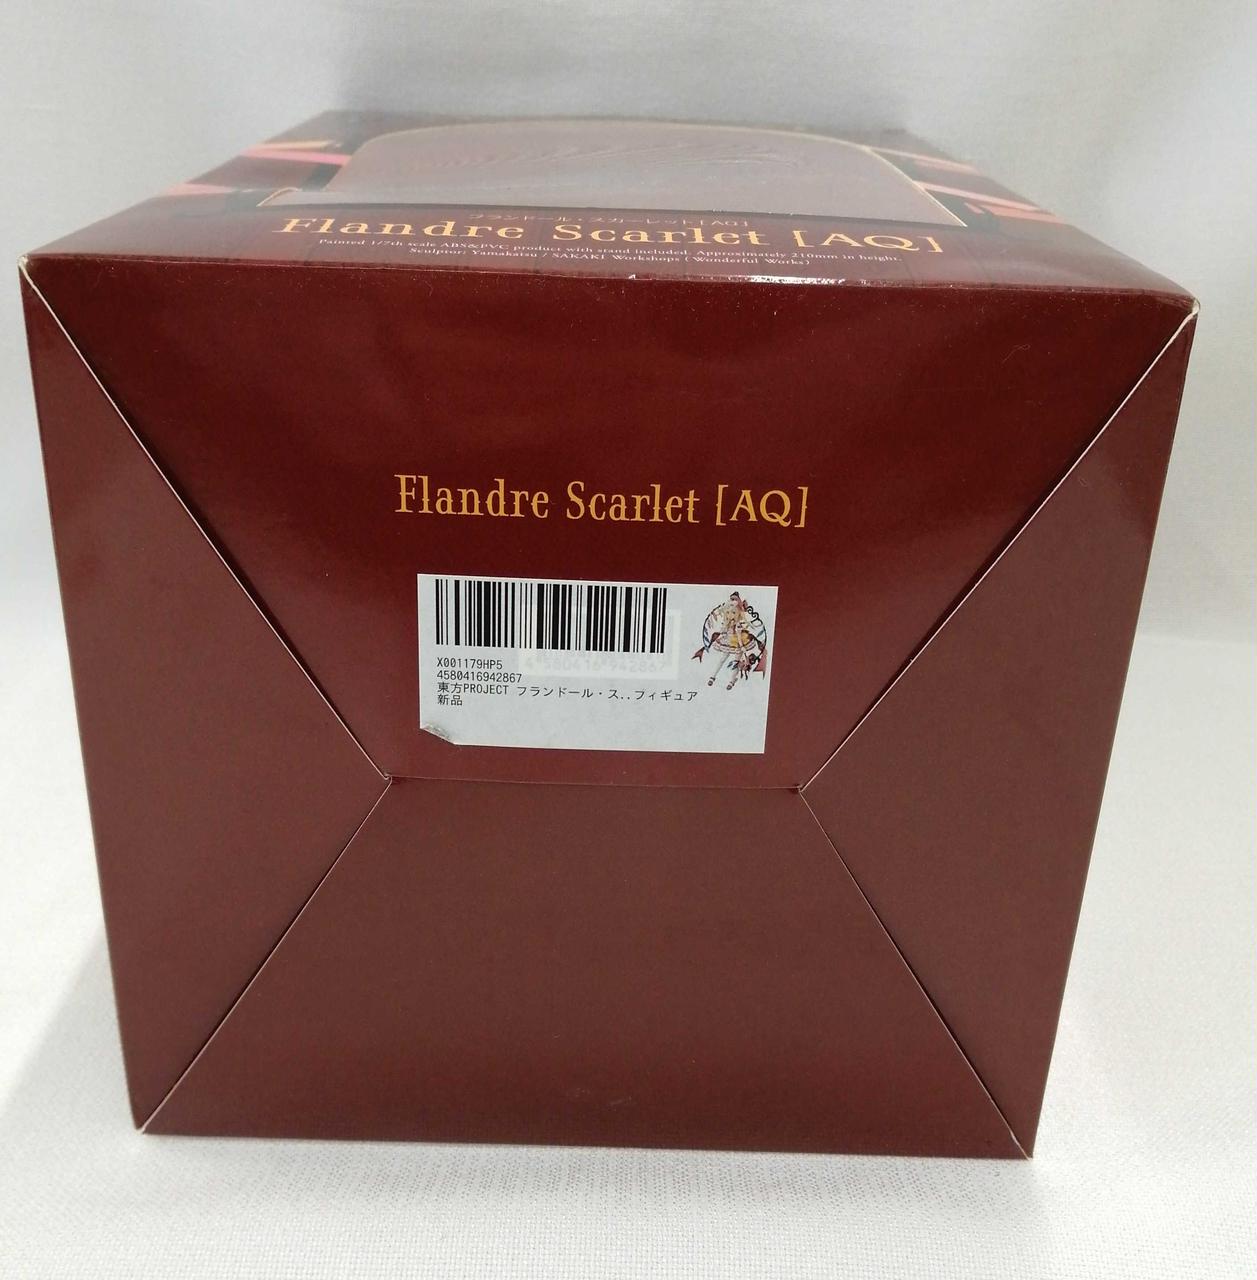 フランドール・スカーレット[AQ]
Flandre Scarlet [AQ]
Painted 1/7th scale ABS&PVC product with stand included. Approximately 210mm in height.
Sculptor: Yamakatsu / SAKAKI Workshops (Wonderful Works)
Flandre Scarlet [AQ]
4 580416 942867
X001179HP5
4580416942867
東方PROJECT フランドール・ス..フィギュア
新品